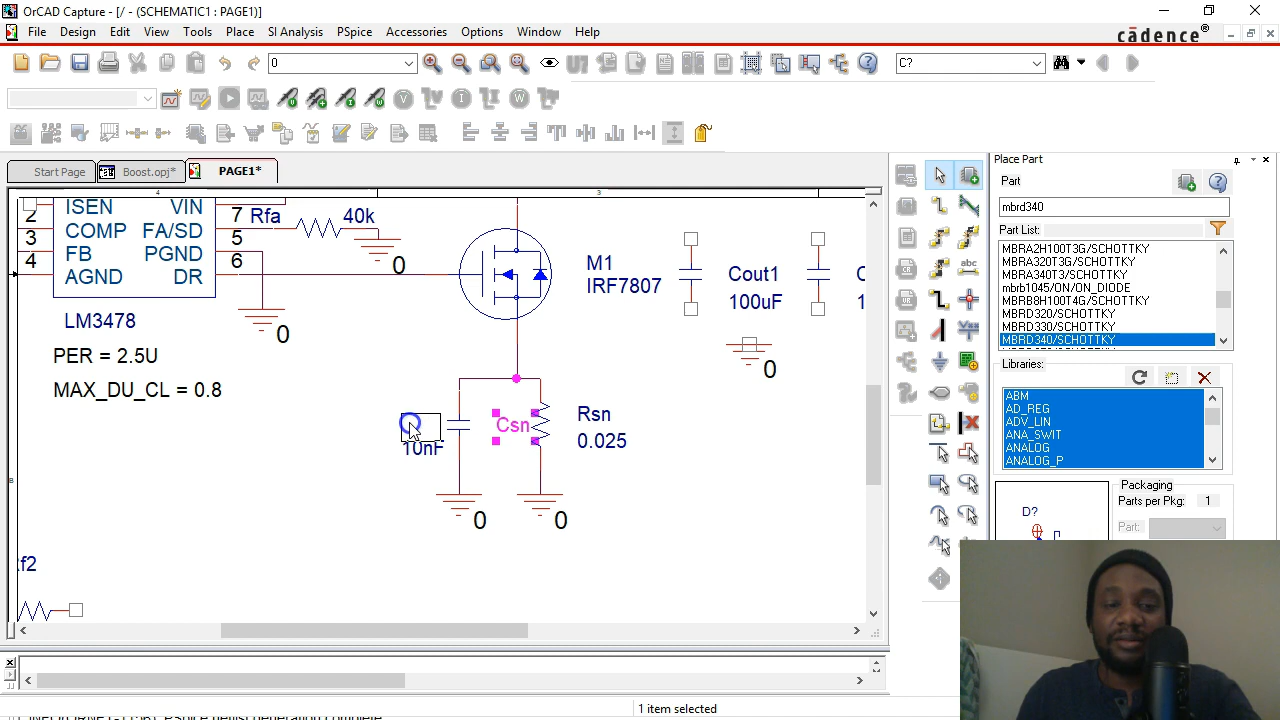 OrCAD Capture - [/ - (SCHEMATIC1 : PAGE1)]
File Design Edit View Tools Place SI Analysis PSpice Accessories Options Window Help
cādence®
0
C?
Start Page
Boost.opj*
PAGE1*
4
3
2 ISEN VIN 7 Rfa 40k
3 COMP FA/SD 5
4 FB PGND 6
AGND DR
0
LM3478
0
PER = 2.5U
MAX_DU_CL = 0.8
M1
IRF7807
Cout1
100uF
0
Csn
10nF
Rsn
0.025
0
0
Rf2
1 item selected
Place Part
Part
mbrd340
Part List:
MBRA2H100T3G/SCHOTTKY
MBRA320T3G/SCHOTTKY
MBRA340T3/SCHOTTKY
mbrb1045/ON/ON_DIODE
MBRB8H100T4G/SCHOTTKY
MBRD320/SCHOTTKY
MBRD330/SCHOTTKY
MBRD340/SCHOTTKY
Libraries:
ABM
AD_REG
ADV_LIN
ANA_SWIT
ANALOG
ANALOG_P
Packaging
Parts per Pkg: 1
Part:
D?